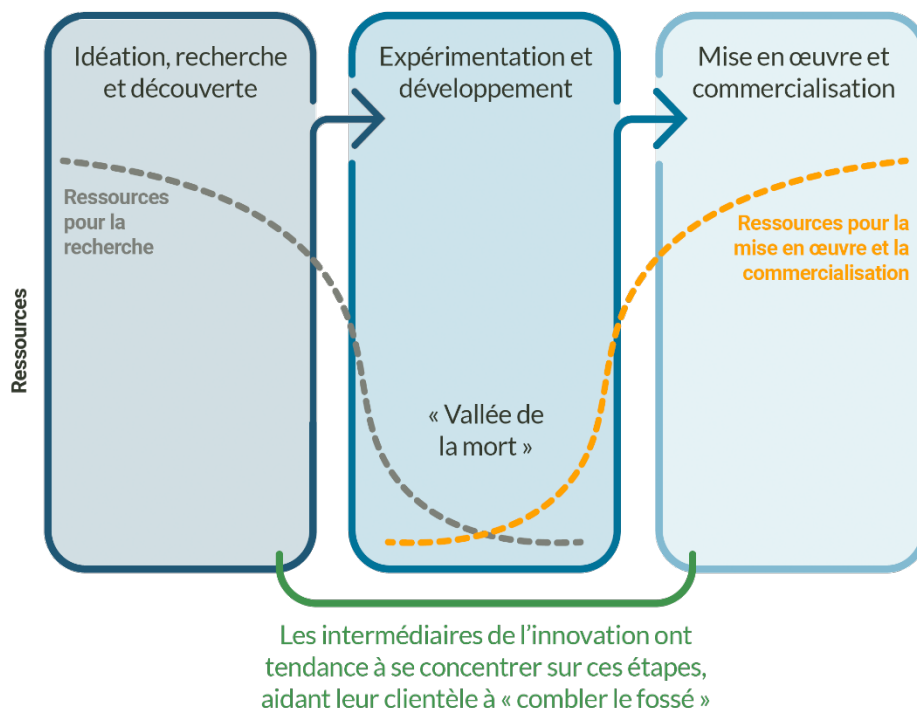 Idéation, recherche
et découverte
Expérimentation et
développement
Mise en œuvre et
commercialisation
Ressources
pour la
recherche
Ressources pour la
mise en œuvre et la
commercialisation
Ressources
« Vallée de
la mort »
Les intermédiaires de l’innovation ont
tendance à se concentrer sur ces étapes,
aidant leur clientèle à « combler le fossé »